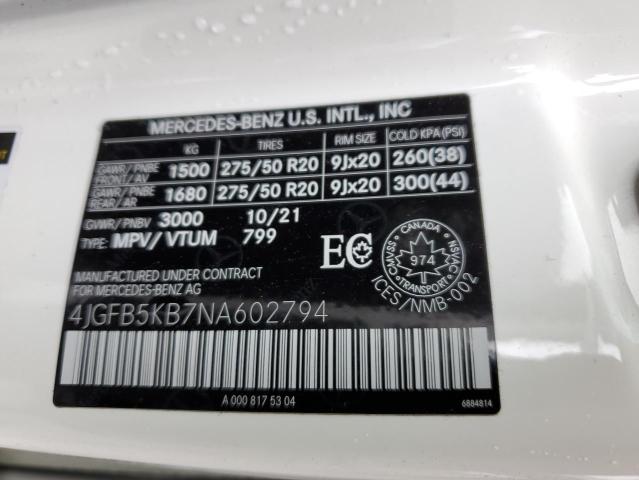 MERCEDES-BENZ U.S. INTL., INC
KG TIRES RIM SIZE COLD KPA(PSI)
GAWR/PNBE FRONT/AV 1500 275/50 R20 9Jx20 260(38)
GAWR/PNBE REAR/AR 1680 275/50 R20 9Jx20 300(44)
GVWR/PNBV 3000 10/21
TYPE: MPV// VTUM 799
EC
CANADA
CMVSS 974 NSVAC
TRANSPORT
ICES/NMB-002
MANUFACTURED UNDER CONTRACT
FOR MERCEDES-BENZ AG
4JGFB5KB7NA602794
A 000 817 53 04
6884814